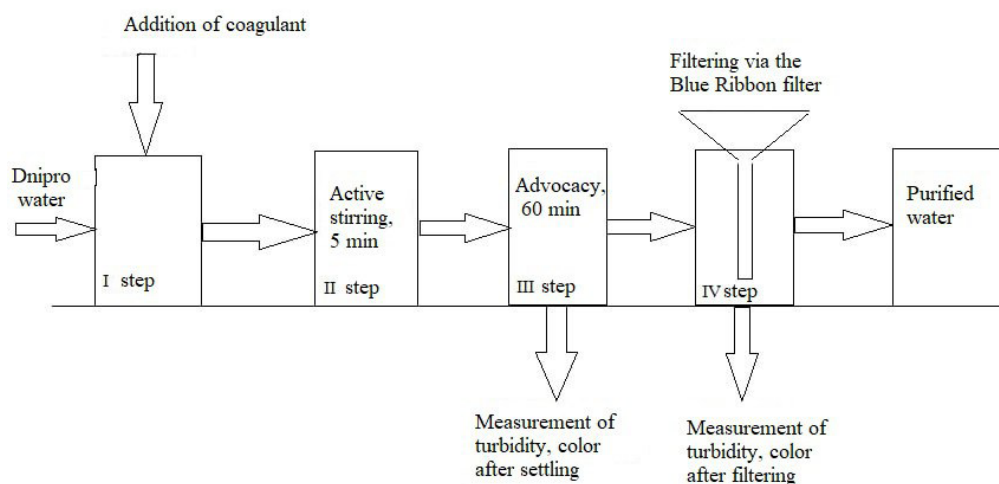 Addition of coagulant
Filtering via the
Blue Ribbon filter
Dnipro
water
I step
Active
stirring,
5 min
II step
Advocacy,
60 min
III step
IV step
Purified
water
Measurement of
turbidity, color
after settling
Measurement of
turbidity, color
after filtering